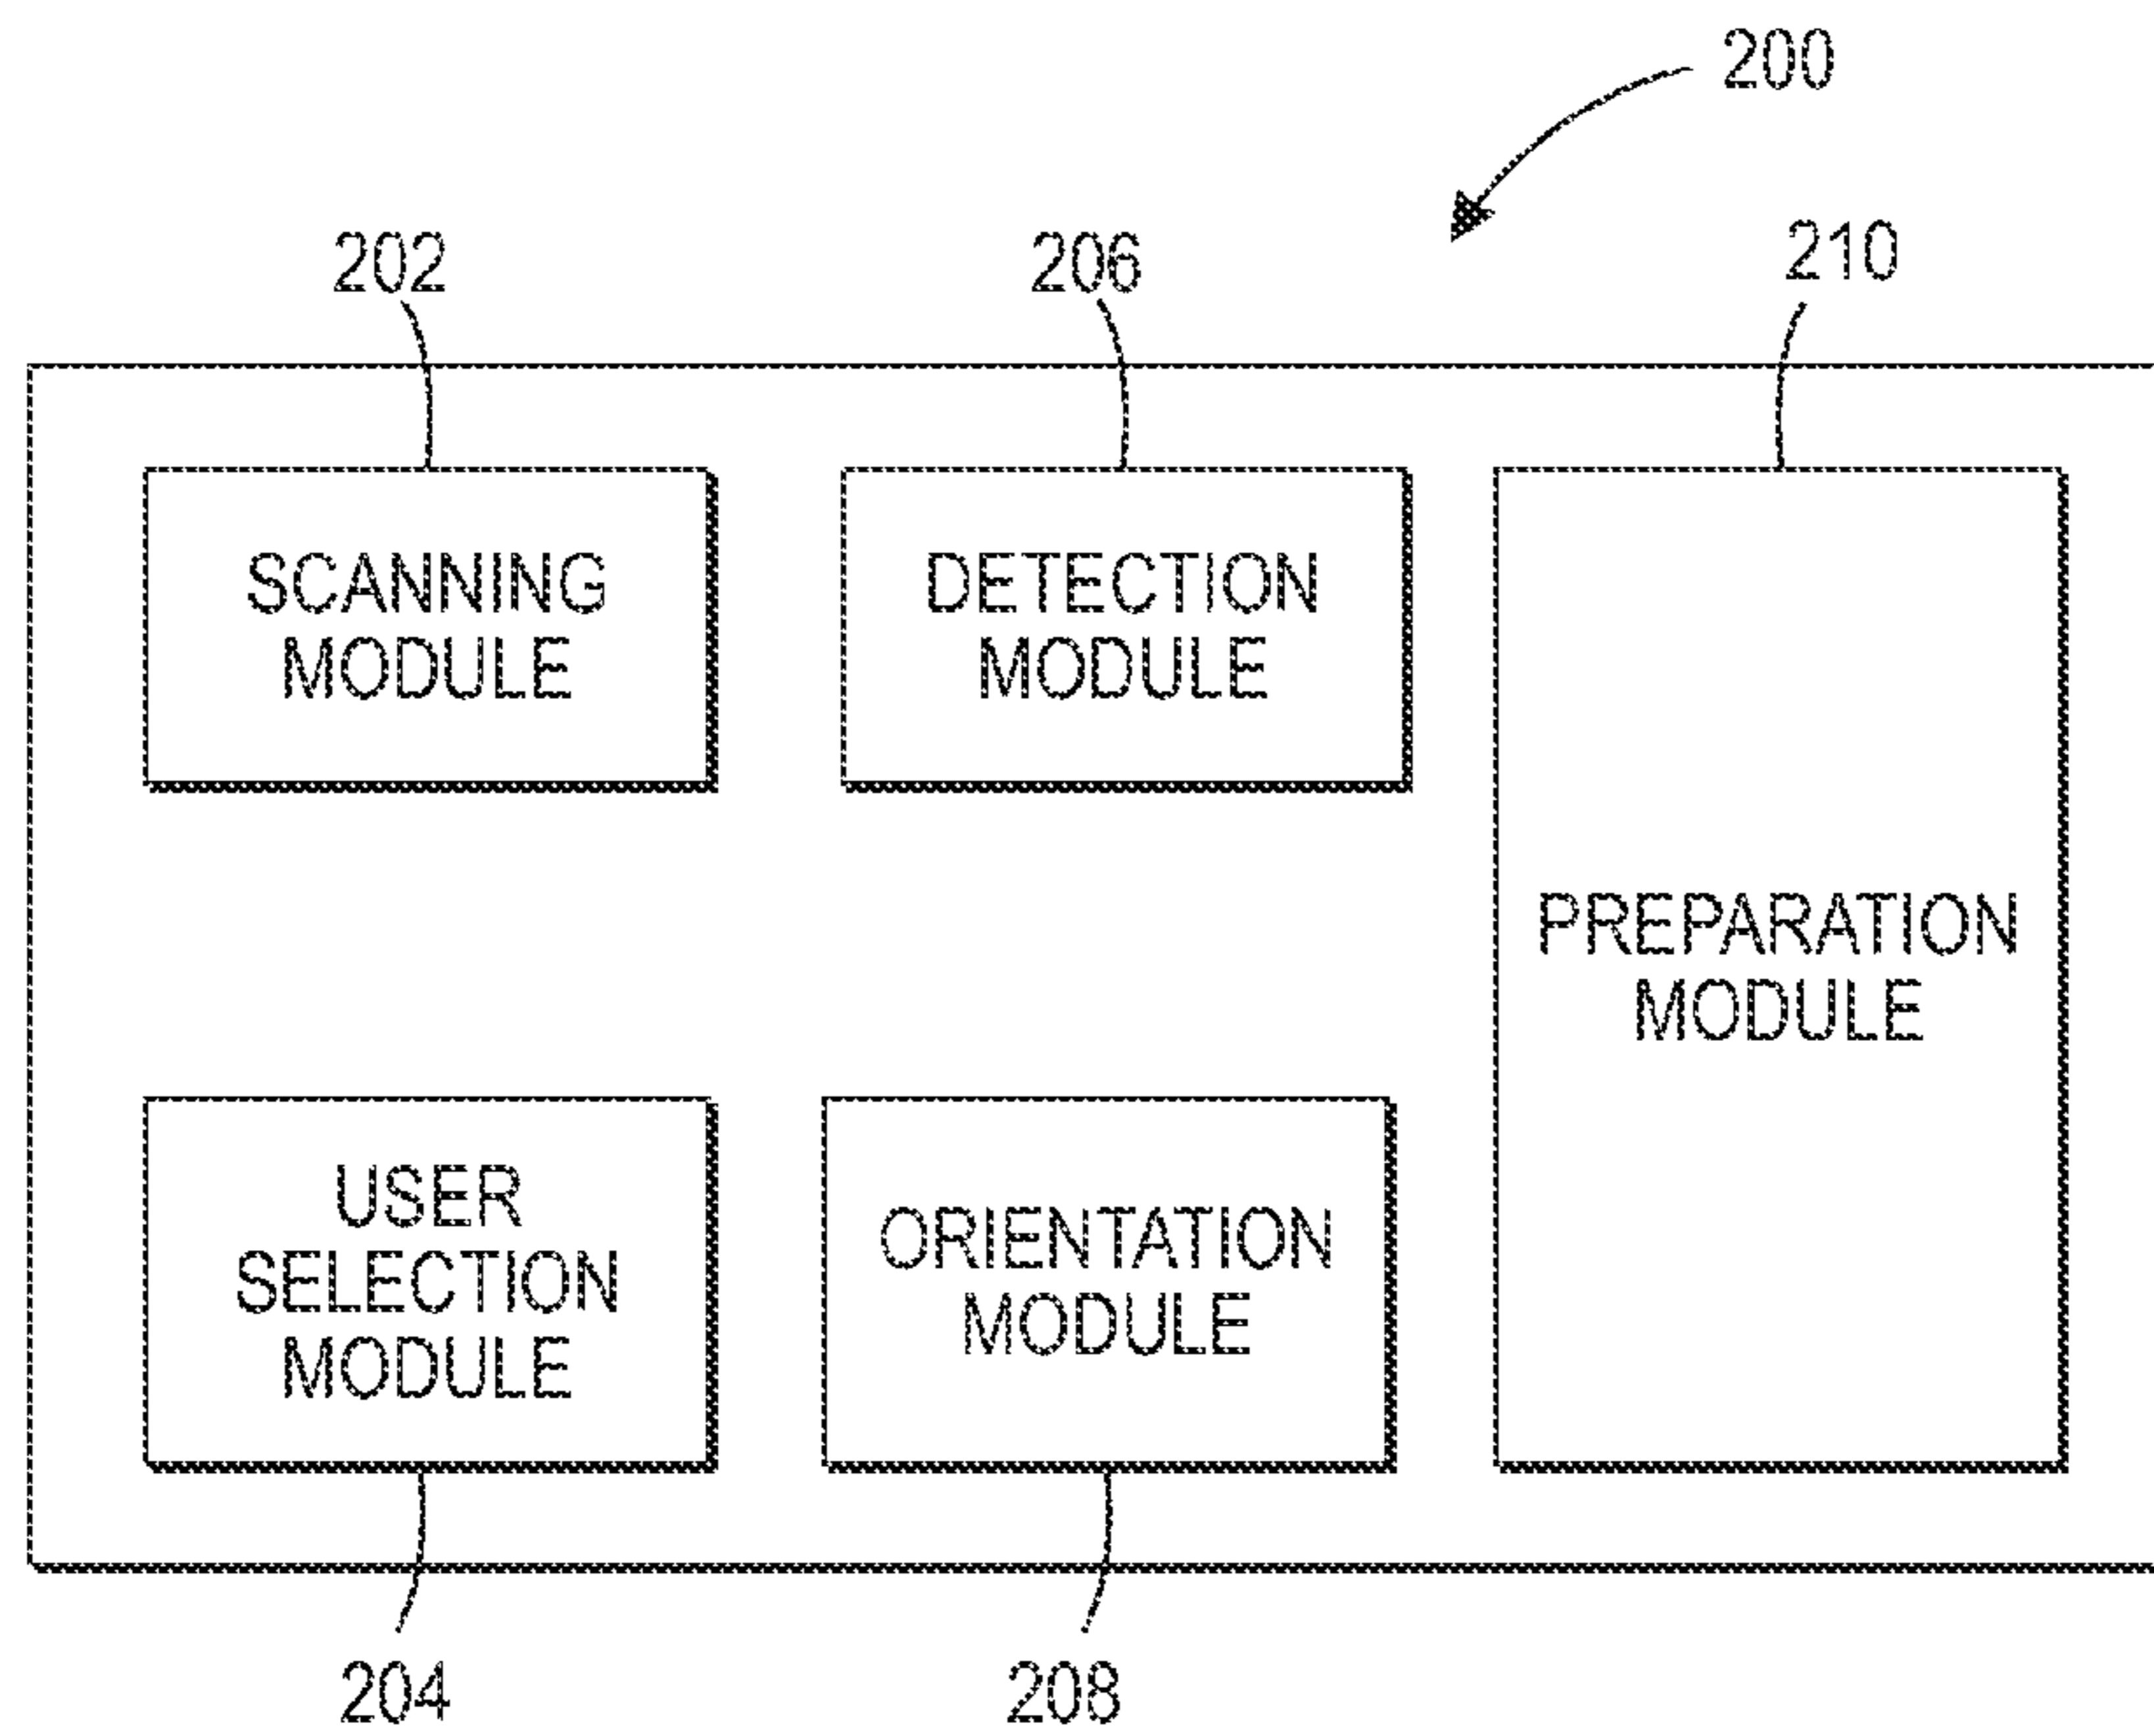 200
202
206
210
SCANNING
MODULE
DETECTION
MODULE
PREPARATION
MODULE
USER
SELECTION
MODULE
ORIENTATION
MODULE
204
208